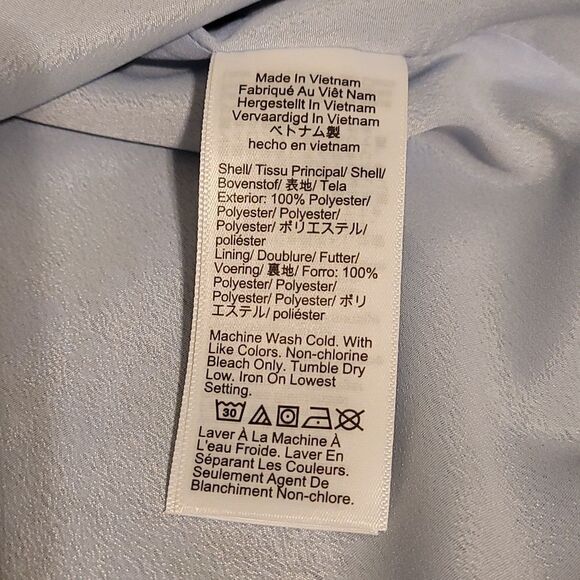 Made In Vietnam
Fabriqué Au Viêt Nam
Hergestellt In Vietnam
Vervaardigd In Vietnam
ベトナム製
hecho en vietnam
Shell/ Tissu Principal/ Shell/
Bovenstof/ 表地/ Tela
Exterior: 100% Polyester/
Polyester/ Polyester/
Polyester/ ポリエステル/
poliéster
Lining/ Doublure/ Futter/
Voering/ 裏地/ Forro: 100%
Polyester/ Polyester/
Polyester/ Polyester/ ポリ
エステル/ poliéster
Machine Wash Cold. With
Like Colors. Non-chlorine
Bleach Only. Tumble Dry
Low. Iron On Lowest
Setting.
30
Laver À La Machine À
L'eau Froide. Laver En
Séparant Les Couleurs.
Seulement Agent De
Blanchiment Non-chlore.